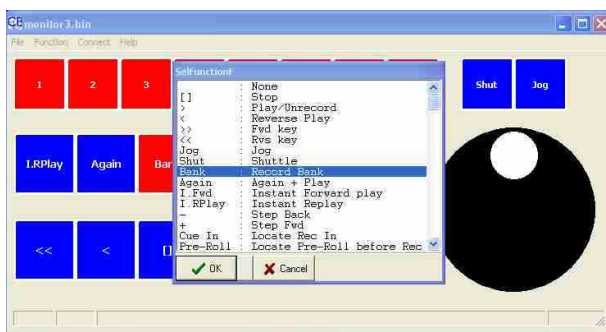 monitor3.bin
File Function Connect Help
1 2 3 Shut Jog
SelFunctionF
: None
[] : Stop
> : Play/Unrecord
< : Reverse Play
>> : Fwd key
<< : Rvs key
Jog : Jog
Shut : Shuttle
Bank : Record Bank
Again : Again + Play
I.Fwd : Instant Forward play
I.RPlay : Instant Replay
- : Step Back
+ : Step Fwd
Cue In : Locate Rec In
Pre-Roll : Locate Pre-Roll before Rec
I.RPlay Again
<< < []
OK Cancel